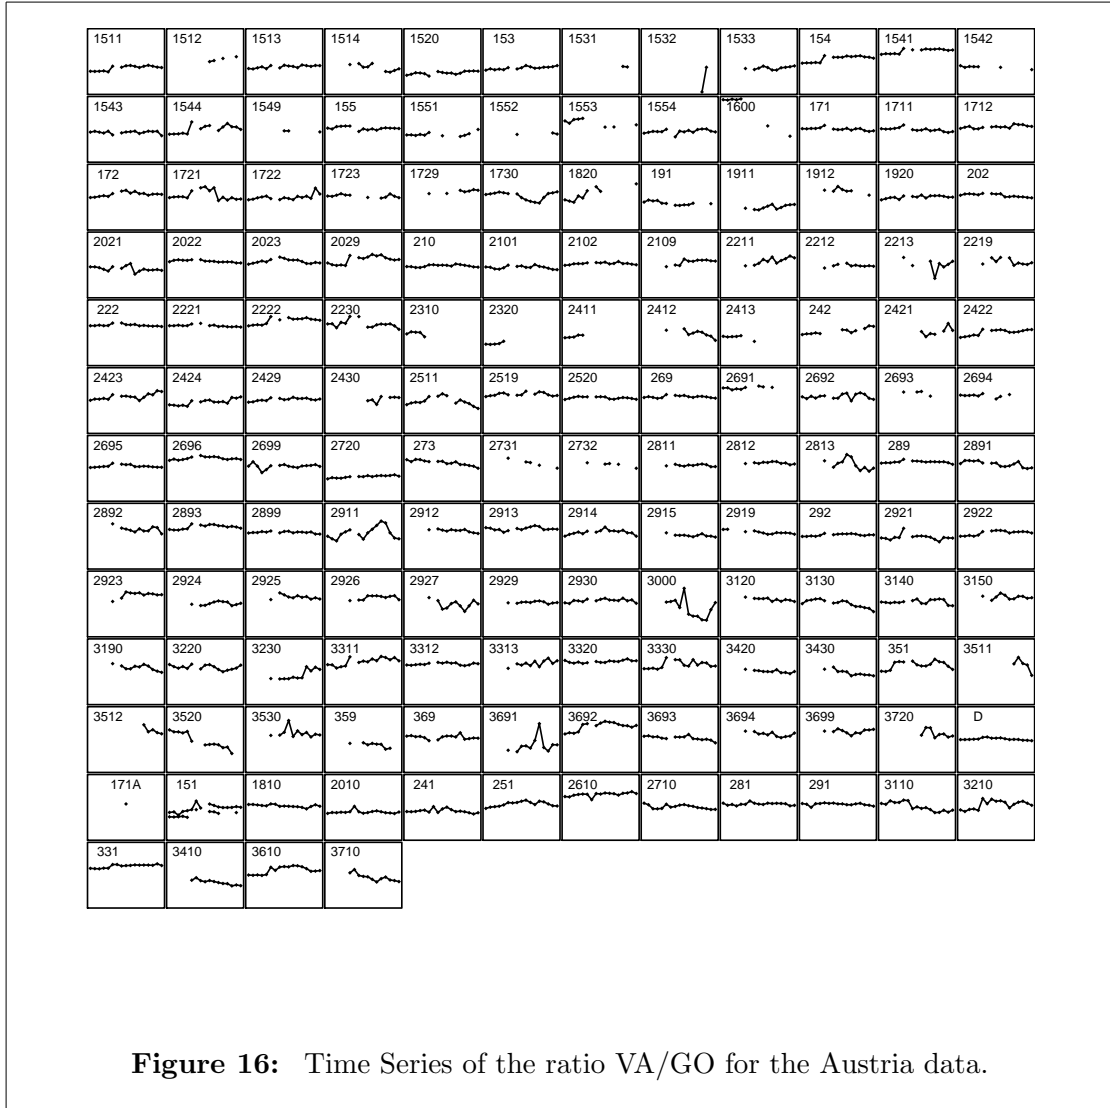 1511 1512 1513 1514 1520 153 1531 1532 1533 154 1541 1542
1543 1544 1549 155 1551 1552 1553 1554 1600 171 1711 1712
172 1721 1722 1723 1729 1730 1820 191 1911 1912 1920 202
2021 2022 2023 2029 210 2101 2102 2109 2211 2212 2213 2219
222 2221 2222 2230 2310 2320 2411 2412 2413 242 2421 2422
2423 2424 2429 2430 2511 2519 2520 269 2691 2692 2693 2694
2695 2696 2699 2720 273 2731 2732 2811 2812 2813 289 2891
2892 2893 2899 2911 2912 2913 2914 2915 2919 292 2921 2922
2923 2924 2925 2926 2927 2929 2930 3000 3120 3130 3140 3150
3190 3220 3230 3311 3312 3313 3320 3330 3420 3430 351 3511
3512 3520 3530 359 369 3691 3692 3693 3694 3699 3720 D
171A 151 1810 2010 241 251 2610 2710 281 291 3110 3210
331 3410 3610 3710
Figure 16: Time Series of the ratio VA/GO for the Austria data.